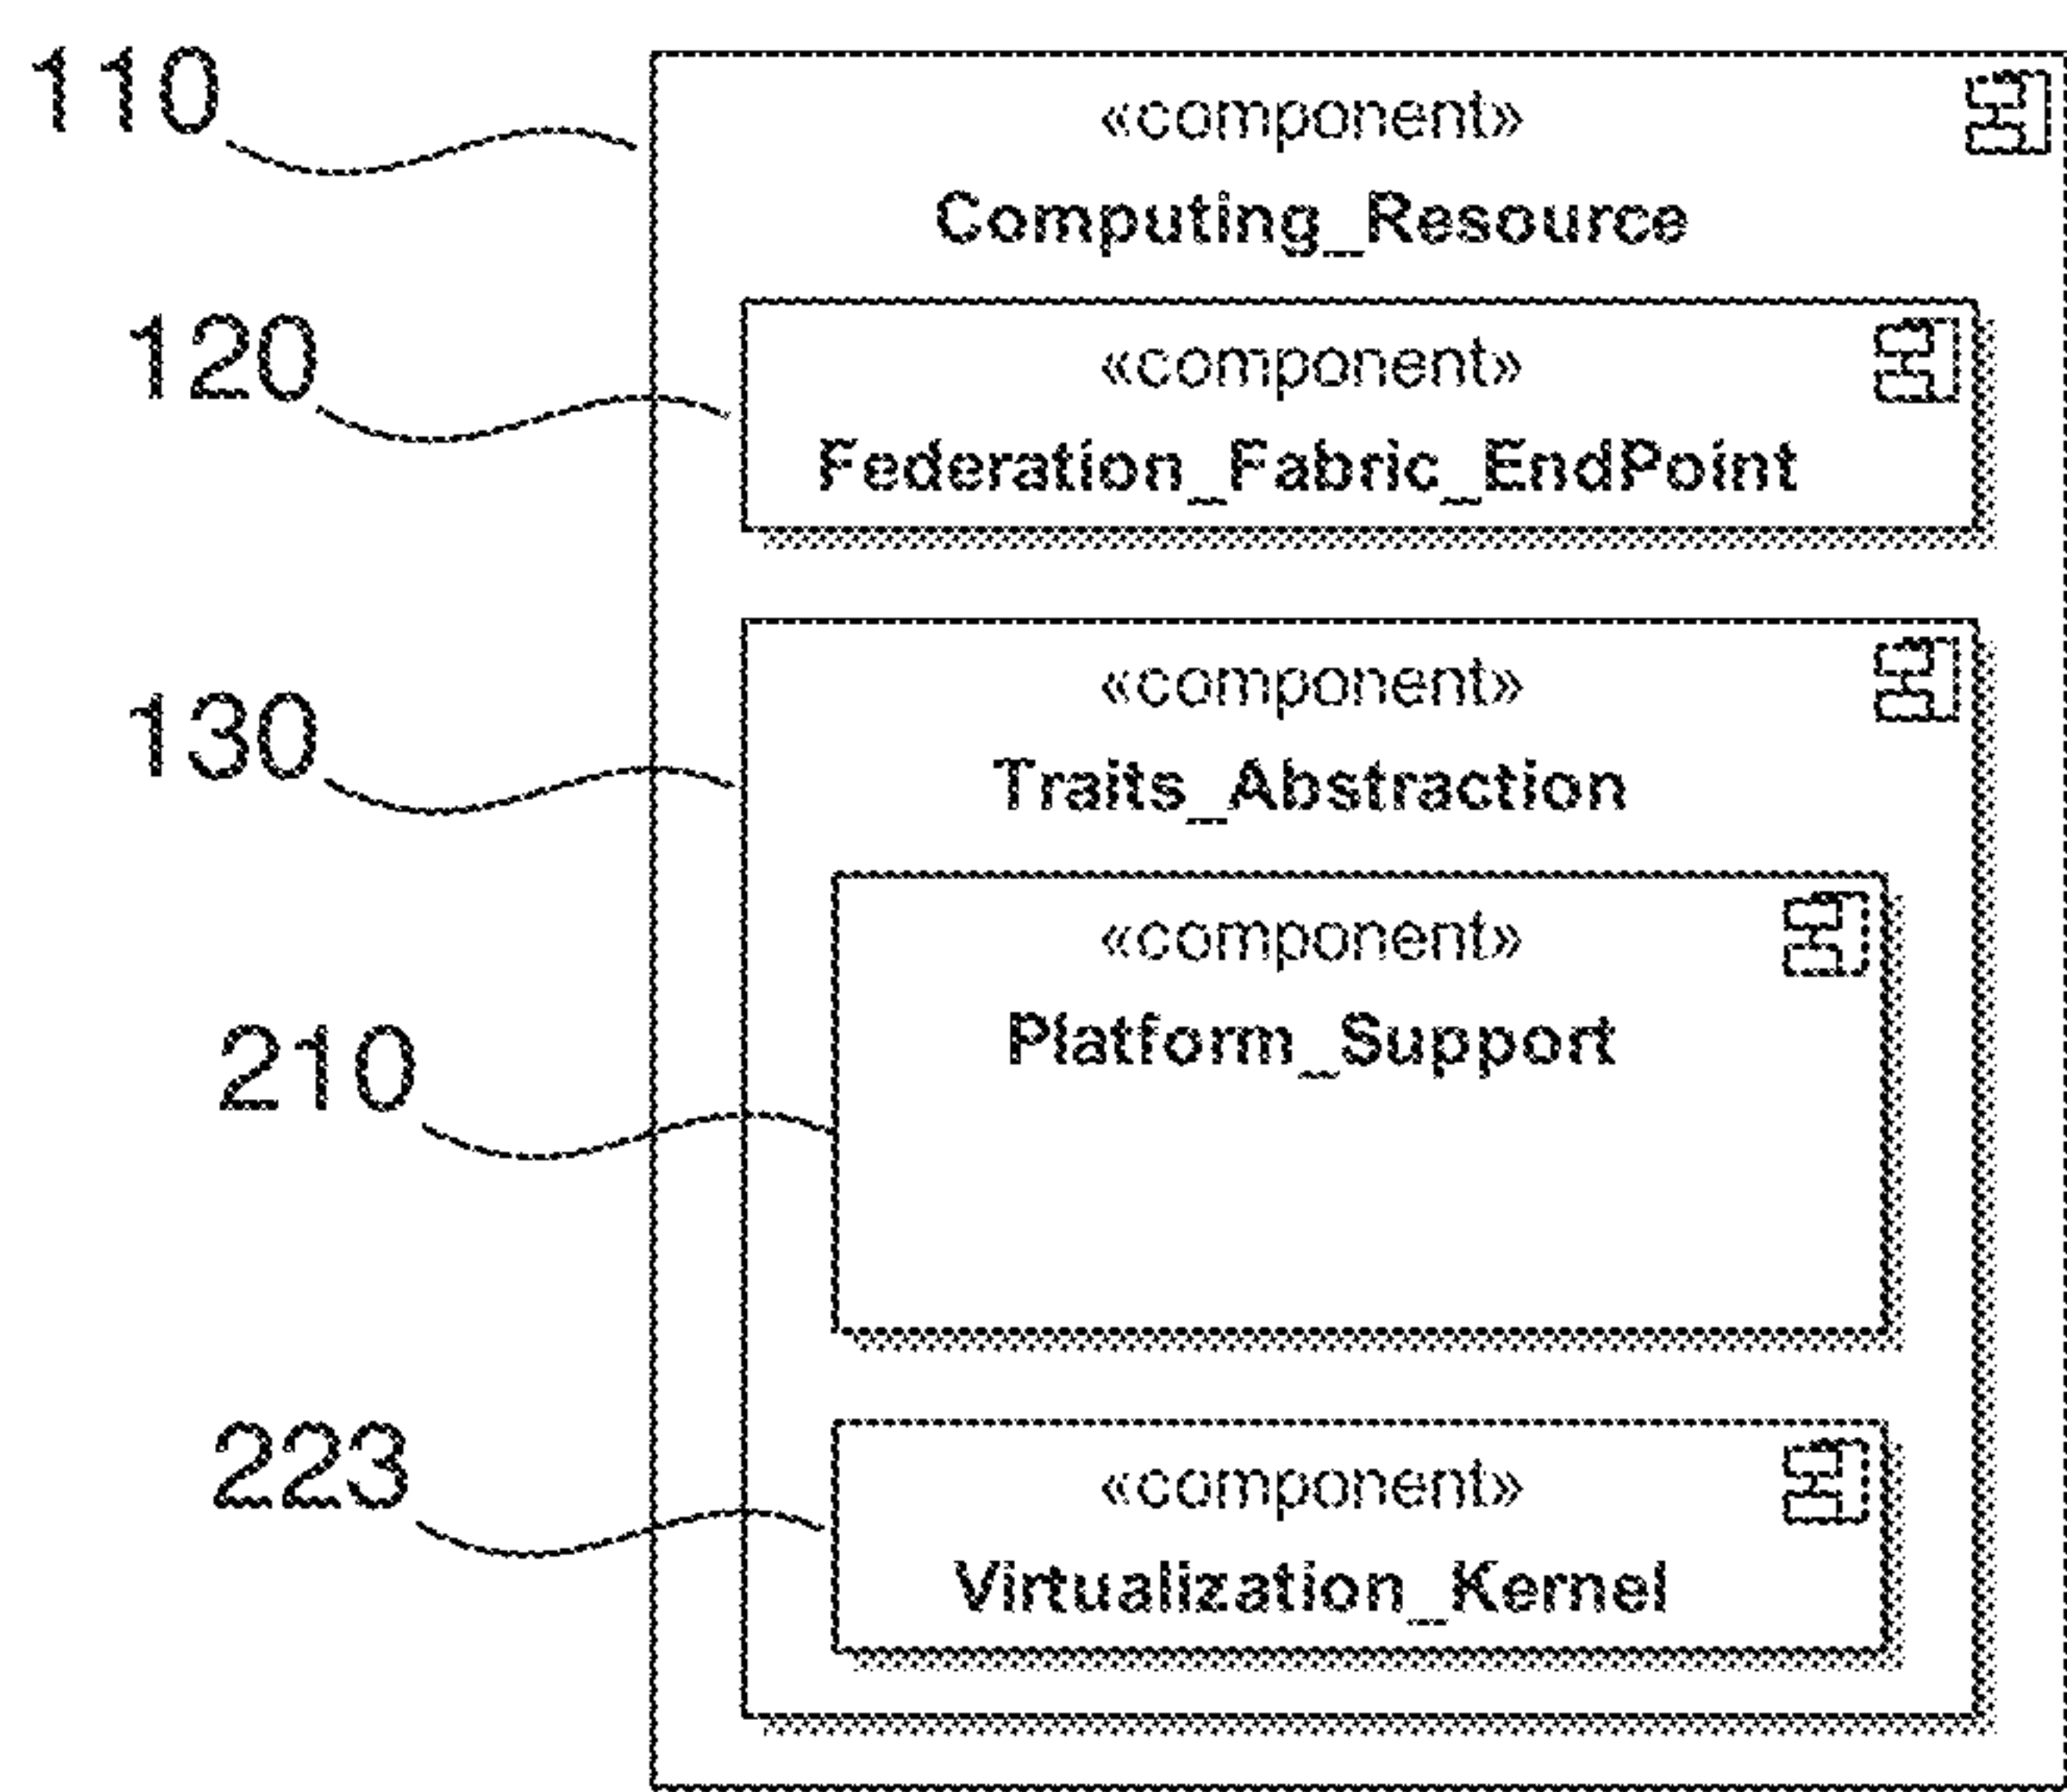 110
«component»
Computing_Resource
120
«component»
Federation_Fabric_EndPoint
130
«component»
Traits_Abstraction
210
«component»
Platform_Support
223
«component»
Virtualization_Kernel